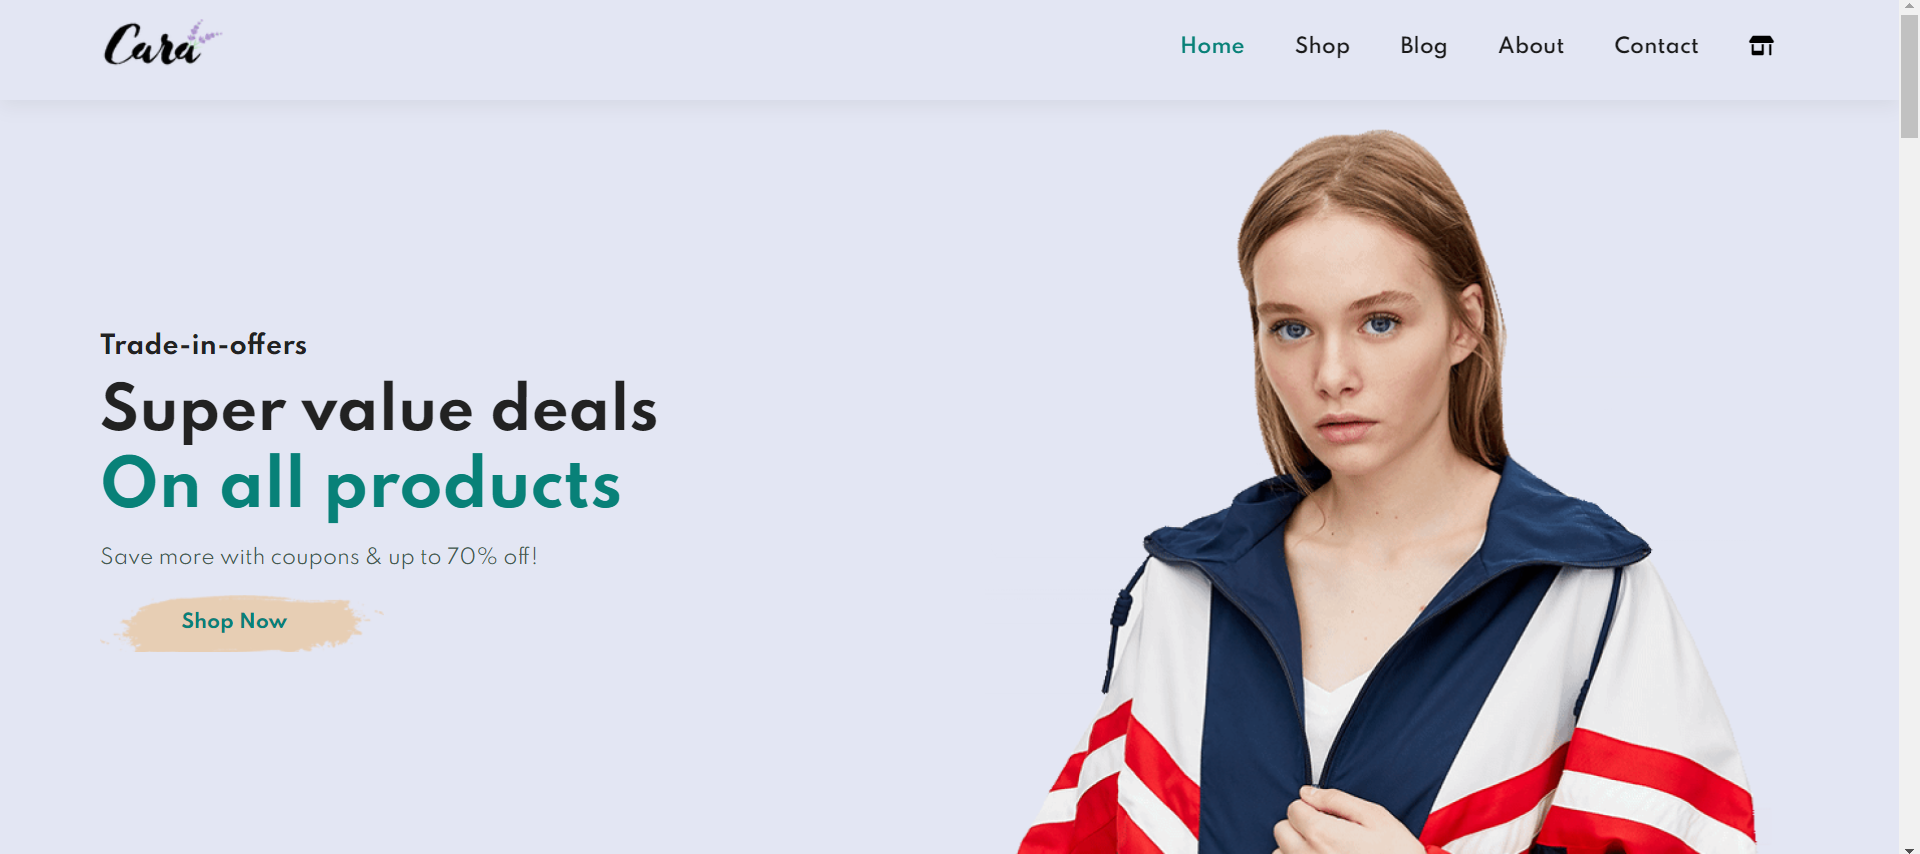 Cara
Home Shop Blog About Contact
Trade-in-offers
Super value deals
On all products
Save more with coupons & up to 70% off!
Shop Now